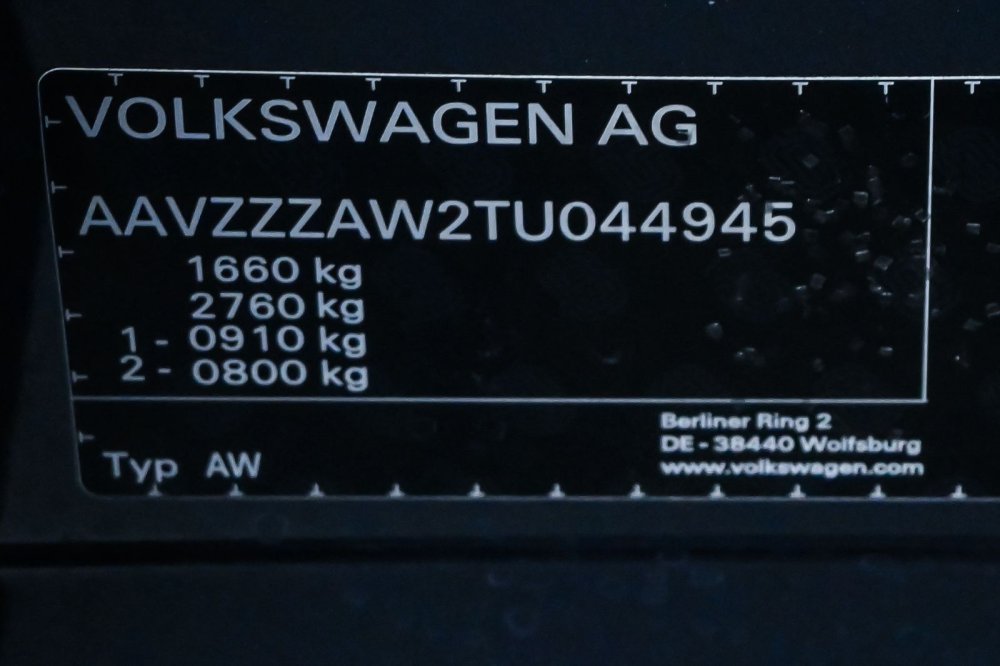 VOLKSWAGEN AG
AAVZZZAW2TU044945
1660 kg
2760 kg
1 - 0910 kg
2 - 0800 kg
Typ AW
Berliner Ring 2
DE - 38440 Wolfsburg
www.volkswagen.com